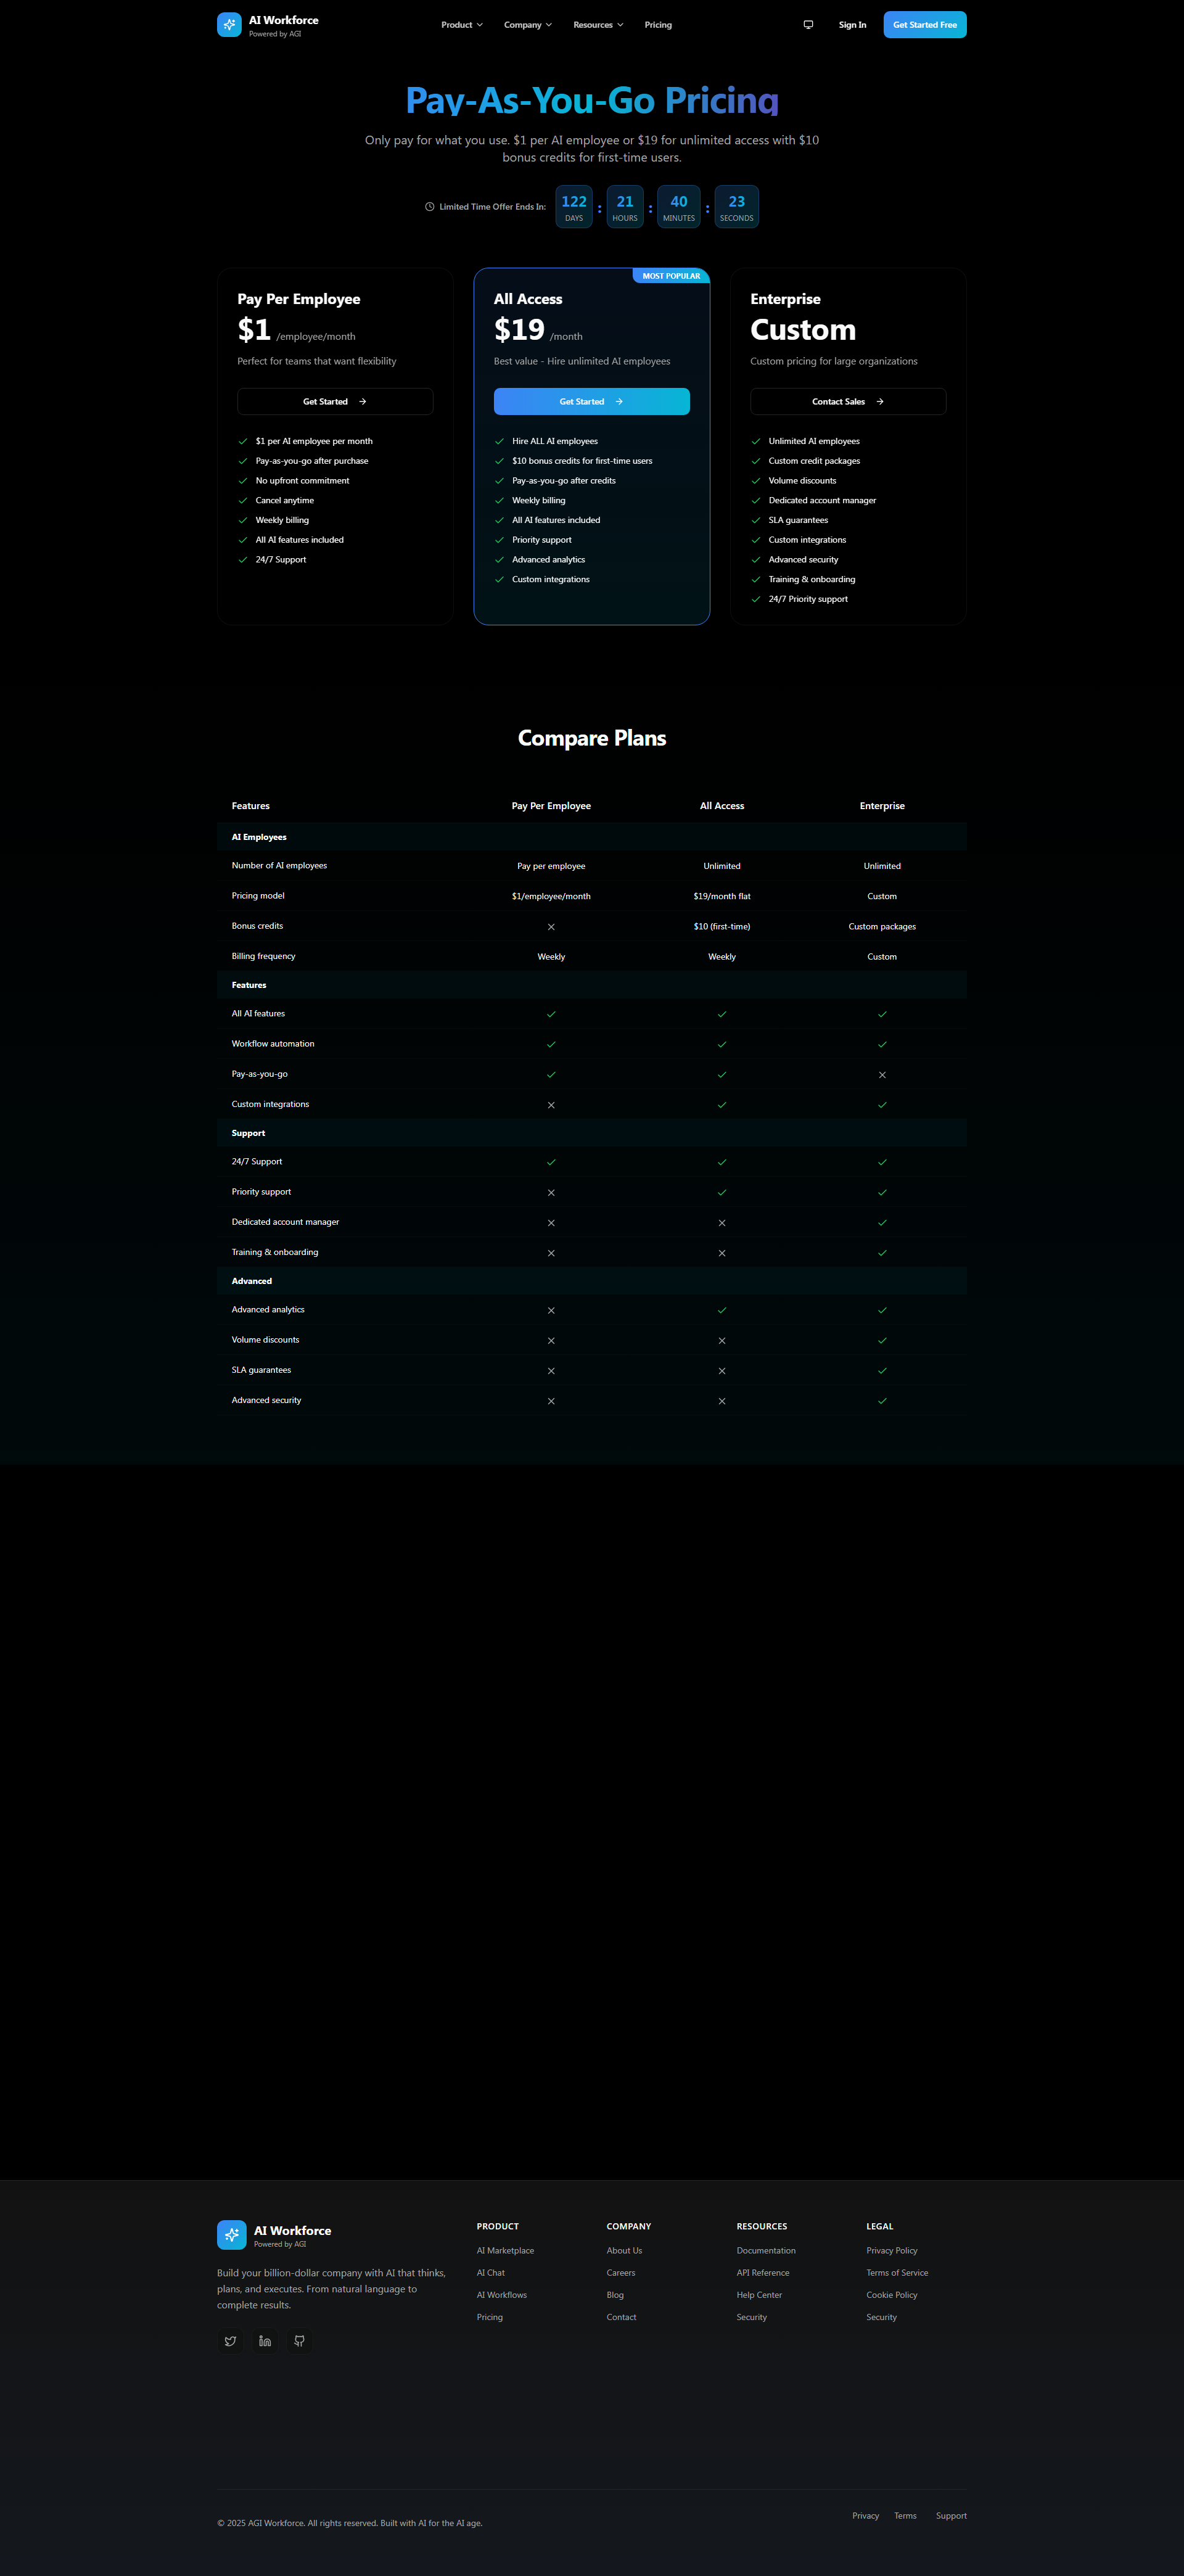 AI Workforce
Powered by AGI
Product
Company
Resources
Pricing
Sign In
Get Started Free
Pay-As-You-Go Pricing
Only pay for what you use. $1 per AI employee or $19 for unlimited access with $10
bonus credits for first-time users.
Limited Time Offer Ends In:
122
DAYS
:
21
HOURS
:
40
MINUTES
:
23
SECONDS
Pay Per Employee
$1 /employee/month
Perfect for teams that want flexibility
Get Started
$1 per AI employee per month
Pay-as-you-go after purchase
No upfront commitment
Cancel anytime
Weekly billing
All AI features included
24/7 Support
MOST POPULAR
All Access
$19 /month
Best value - Hire unlimited AI employees
Get Started
Hire ALL AI employees
$10 bonus credits for first-time users
Pay-as-you-go after credits
Weekly billing
All AI features included
Priority support
Advanced analytics
Custom integrations
Enterprise
Custom
Custom pricing for large organizations
Contact Sales
Unlimited AI employees
Custom credit packages
Volume discounts
Dedicated account manager
SLA guarantees
Custom integrations
Advanced security
Training & onboarding
24/7 Priority support
Compare Plans
Features Pay Per Employee All Access Enterprise
AI Employees
Number of AI employees Pay per employee Unlimited Unlimited
Pricing model $1/employee/month $19/month flat Custom
Bonus credits $10 (first-time) Custom packages
Billing frequency Weekly Weekly Custom
Features
All AI features
Workflow automation
Pay-as-you-go
Custom integrations
Support
24/7 Support
Priority support
Dedicated account manager
Training & onboarding
Advanced
Advanced analytics
Volume discounts
SLA guarantees
Advanced security
AI Workforce
Powered by AGI
Build your billion-dollar company with AI that thinks,
plans, and executes. From natural language to
complete results.
PRODUCT
AI Marketplace
AI Chat
AI Workflows
Pricing
COMPANY
About Us
Careers
Blog
Contact
RESOURCES
Documentation
API Reference
Help Center
Security
LEGAL
Privacy Policy
Terms of Service
Cookie Policy
Security
© 2025 AGI Workforce. All rights reserved. Built with AI for the AI age.
Privacy
Terms
Support